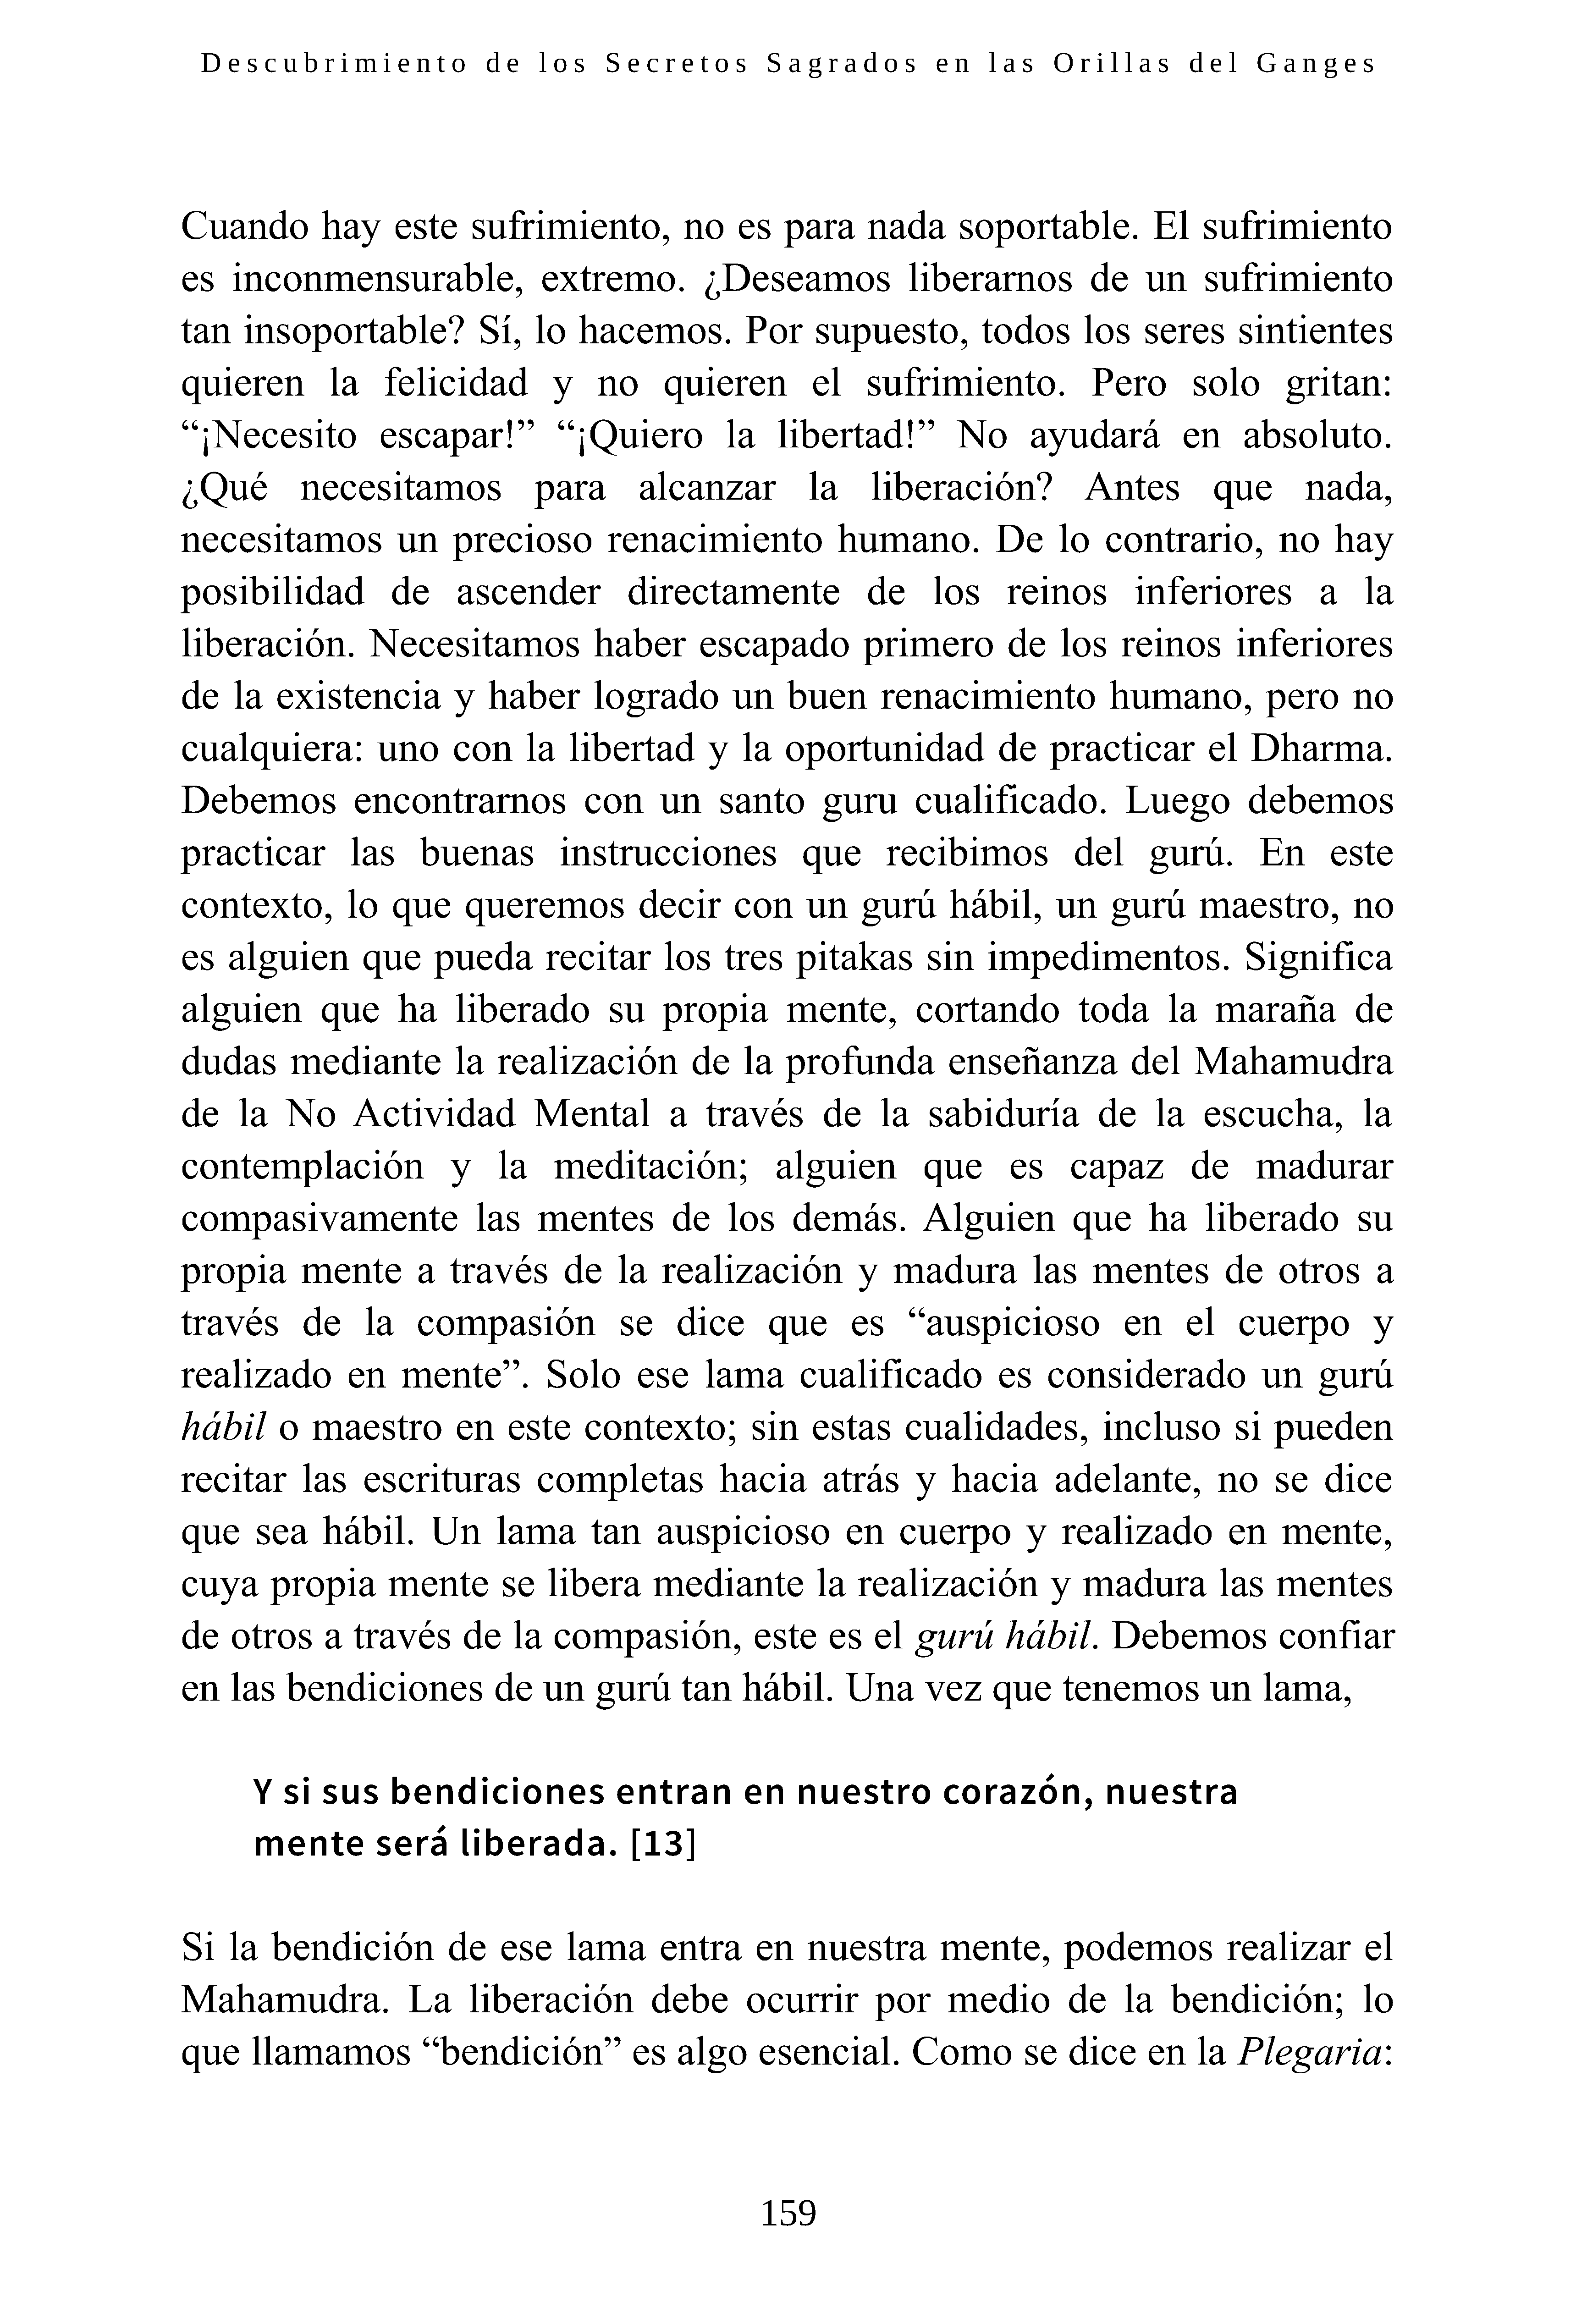 Descubrimiento de los Secretos Sagrados en las Orillas del Ganges
Cuando hay este sufrimiento, no es para nada soportable. El sufrimiento
es inconmensurable, extremo. ¿Deseamos liberarnos de un sufrimiento
tan insoportable? Sí, lo hacemos. Por supuesto, todos los seres sintientes
quieren la felicidad y no quieren el sufrimiento. Pero solo gritan:
“¡Necesito escapar!” “¡Quiero la libertad!” No ayudará en absoluto.
¿Qué necesitamos para alcanzar la liberación? Antes que nada,
necesitamos un precioso renacimiento humano. De lo contrario, no hay
posibilidad de ascender directamente de los reinos inferiores a la
liberación. Necesitamos haber escapado primero de los reinos inferiores
de la existencia y haber logrado un buen renacimiento humano, pero no
cualquiera: uno con la libertad y la oportunidad de practicar el Dharma.
Debemos encontrarnos con un santo guru cualificado. Luego debemos
practicar las buenas instrucciones que recibimos del gurú. En este
contexto, lo que queremos decir con un gurú hábil, un gurú maestro, no
es alguien que pueda recitar los tres pitakas sin impedimentos. Significa
alguien que ha liberado su propia mente, cortando toda la maraña de
dudas mediante la realización de la profunda enseñanza del Mahamudra
de la No Actividad Mental a través de la sabiduría de la escucha, la
contemplación y la meditación; alguien que es capaz de madurar
compasivamente las mentes de los demás. Alguien que ha liberado su
propia mente a través de la realización y madura las mentes de otros a
través de la compasión se dice que es “auspicioso en el cuerpo y
realizado en mente”. Solo ese lama cualificado es considerado un gurú
hábil o maestro en este contexto; sin estas cualidades, incluso si pueden
recitar las escrituras completas hacia atrás y hacia adelante, no se dice
que sea hábil. Un lama tan auspicioso en cuerpo y realizado en mente,
cuya propia mente se libera mediante la realización y madura las mentes
de otros a través de la compasión, este es el gurú hábil. Debemos confiar
en las bendiciones de un gurú tan hábil. Una vez que tenemos un lama,
Y si sus bendiciones entran en nuestro corazón, nuestra
mente será liberada. [13]
Si la bendición de ese lama entra en nuestra mente, podemos realizar el
Mahamudra. La liberación debe ocurrir por medio de la bendición; lo
que llamamos “bendición” es algo esencial. Como se dice en la Plegaria:
159